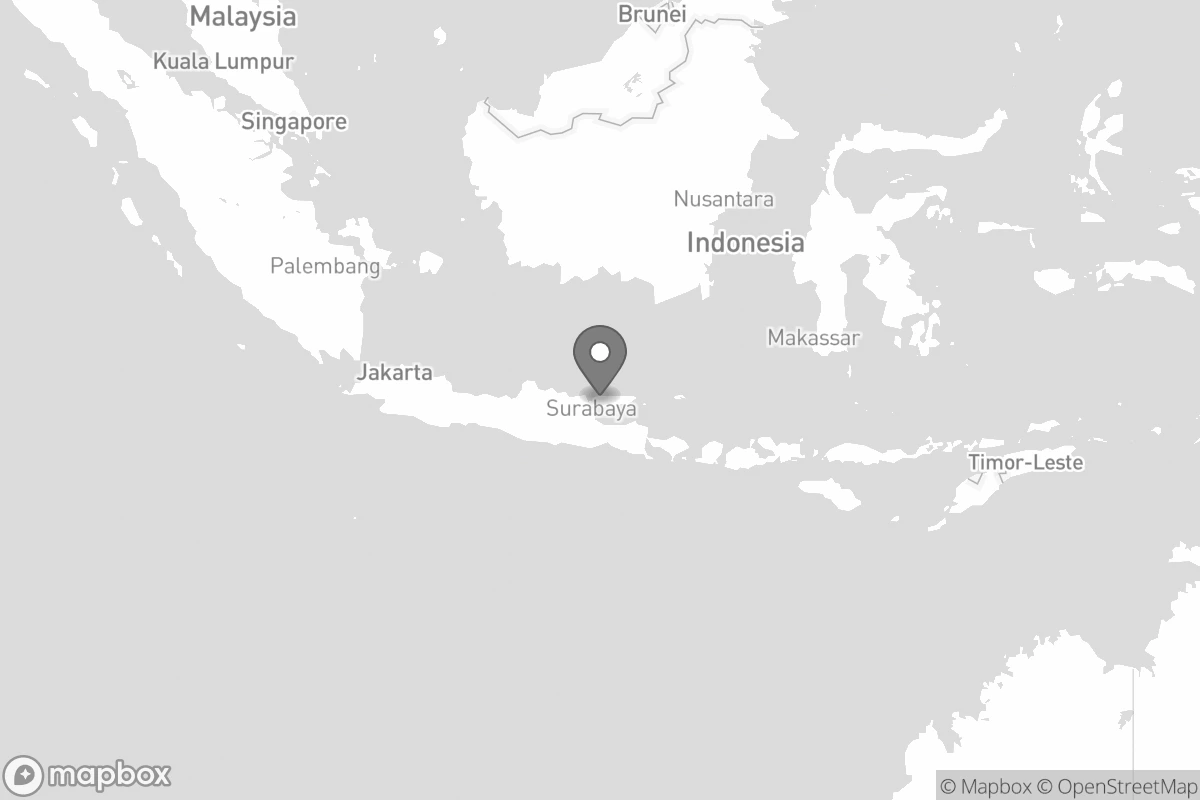 Brunei
Malaysia
Kuala Lumpur
Singapore
Nusantara
Indonesia
Palembang
Makassar
Jakarta
Surabaya
Timor-Leste
mapbox
© Mapbox © OpenStreetMap